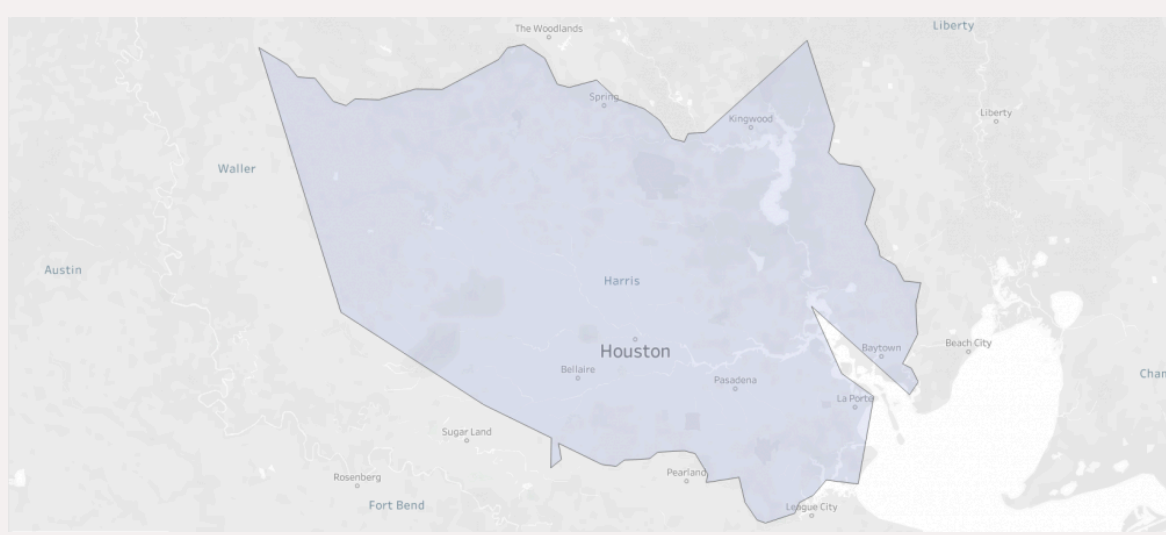 The Woodlands
Liberty
Spring
Kingwood
Liberty
Waller
Austin
Harris
Houston
Baytown
Beach City
Bellaire
Pasadena
Cham
La Porte
Sugar Land
Pearland
Rosenberg
Fort Bend
League City